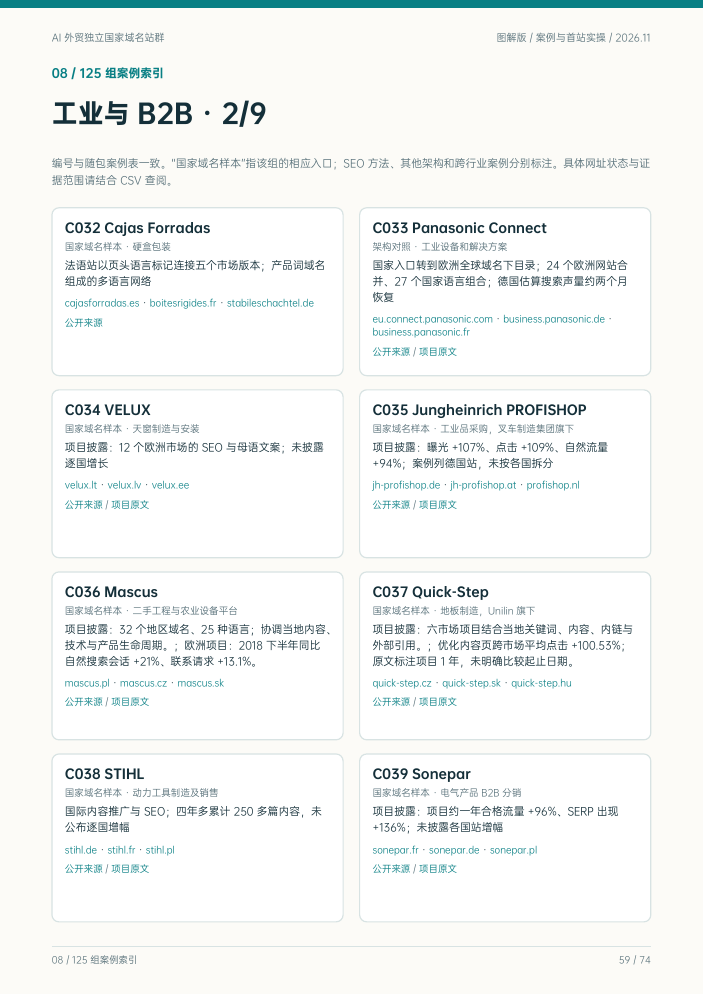 AI 外贸独立国家域名站群
图解版 / 案例与首站实操 / 2026.11
08 / 125 组案例索引
工业与 B2B · 2/9
编号与随包案例表一致。“国家域名样本”指该组的相应入口；SEO 方法、其他架构和跨行业案例分别标注。具体网址状态与证
据范围请结合 CSV 查阅。
C032 Cajas Forradas
国家域名样本 · 硬盒包装
法语站以页头语言标记连接五个市场版本；产品词域名
组成的多语言网络
cajasforradas.es · boitesrigides.fr · stabileschachtel.de
公开来源
C033 Panasonic Connect
架构对照 · 工业设备和解决方案
国家入口转到欧洲全球域名下目录；24 个欧洲网站合
并、27 个国家语言组合；德国估算搜索声量约两个月
恢复
eu.connect.panasonic.com · business.panasonic.de ·
business.panasonic.fr
公开来源 / 项目原文
C034 VELUX
国家域名样本 · 天窗制造与安装
项目披露：12 个欧洲市场的 SEO 与母语文案；未披露
逐国增长
velux.lt · velux.lv · velux.ee
公开来源 / 项目原文
C035 Jungheinrich PROFISHOP
国家域名样本 · 工业品采购，叉车制造集团旗下
项目披露：曝光 +107%、点击 +109%、自然流量
+94%；案例列德国站，未按各国拆分
jh-profishop.de · jh-profishop.at · profishop.nl
公开来源 / 项目原文
C036 Mascus
国家域名样本 · 二手工程与农业设备平台
项目披露：32 个地区域名、25 种语言；协调当地内容、
技术与产品生命周期。；欧洲项目：2018 下半年同比
自然搜索会话 +21%、联系请求 +13.1%。
mascus.pl · mascus.cz · mascus.sk
公开来源 / 项目原文
C037 Quick-Step
国家域名样本 · 地板制造，Unilin 旗下
项目披露：六市场项目结合当地关键词、内容、内链与
外部引用。；优化内容页跨市场平均点击 +100.53%；
原文标注项目 1 年，未明确比较起止日期。
quick-step.cz · quick-step.sk · quick-step.hu
公开来源 / 项目原文
C038 STIHL
国家域名样本 · 动力工具制造及销售
国际内容推广与 SEO；四年多累计 250 多篇内容，未
公布逐国增幅
stihl.de · stihl.fr · stihl.pl
公开来源 / 项目原文
C039 Sonepar
国家域名样本 · 电气产品 B2B 分销
项目披露：项目约一年合格流量 +96%、SERP 出现
+136%；未披露各国站增幅
sonepar.fr · sonepar.de · sonepar.pl
公开来源 / 项目原文
08 / 125 组案例索引
59 / 74